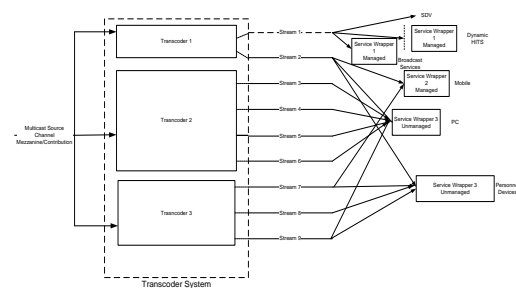 SDV
Transcoder 1
Stream 1
Service Wrapper
1
Managed
Service Wrapper
1
Managed
Dynamic
HITS
Stream 2
Broadcast
Services
Service Wrapper
2
Managed
Mobile
Trasncoder 2
Stream 3
Stream 4
Service Wrapper 3
Unmanaged
PC
Multicast Source
Channel
Mezzanine/Contribution
Stream 5
Stream 6
Trasncoder 3
Stream 7
Service Wrapper 3
Unmanaged
Personne
Devices
Stream 8
Stream 9
Transcoder System